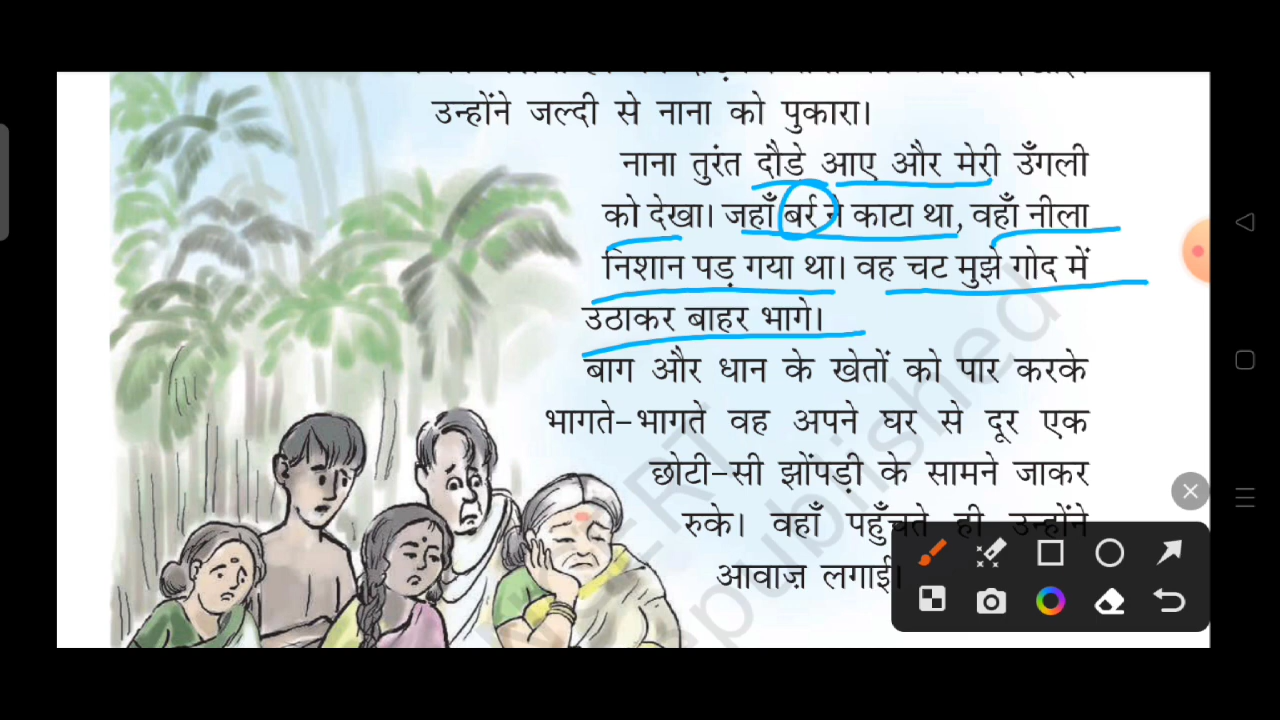 उन्होंने जल्दी से नाना को पुकारा।
नाना तुरंत दौडे आए और मेरी उँगली
को देखा। जहाँ बर्र ने काटा था, वहाँ नीला
निशान पड़ गया था। वह चट मुझे गोद में
उठाकर बाहर भागे।
बाग और धान के खेतों को पार करके
भागते-भागते वह अपने घर से दूर एक
छोटी-सी झोंपड़ी के सामने जाकर
रुके। वहाँ पहुँचते ही उन्होंने
आवाज़ लगाई।
published